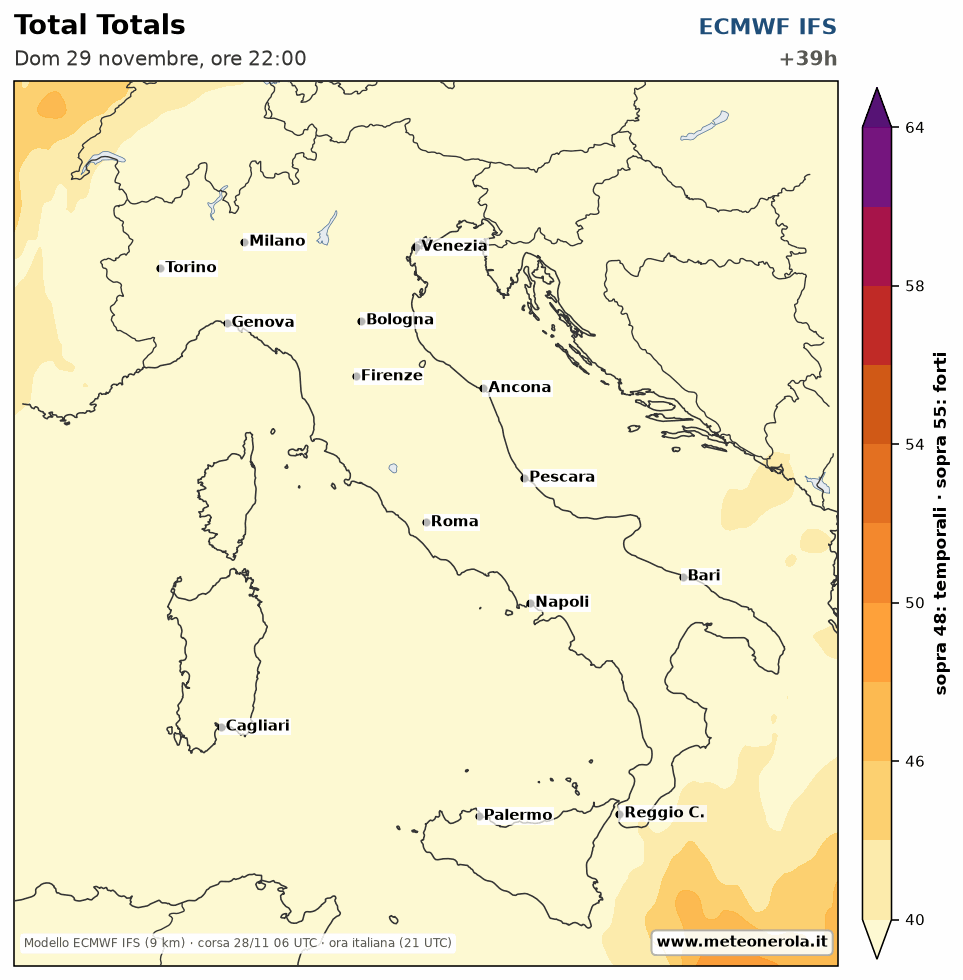 Total Totals
ECMWF IFS
Dom 29 novembre, ore 22:00
+39h
Milano
Venezia
Torino
Genova
Bologna
Firenze
Ancona
Pescara
Roma
Bari
Napoli
Cagliari
Palermo
Reggio C.
64
58
54
50
46
40
sopra 48: temporali · sopra 55: forti
Modello ECMWF IFS (9 km) · corsa 28/11 06 UTC · ora italiana (21 UTC)
www.meteonerola.it